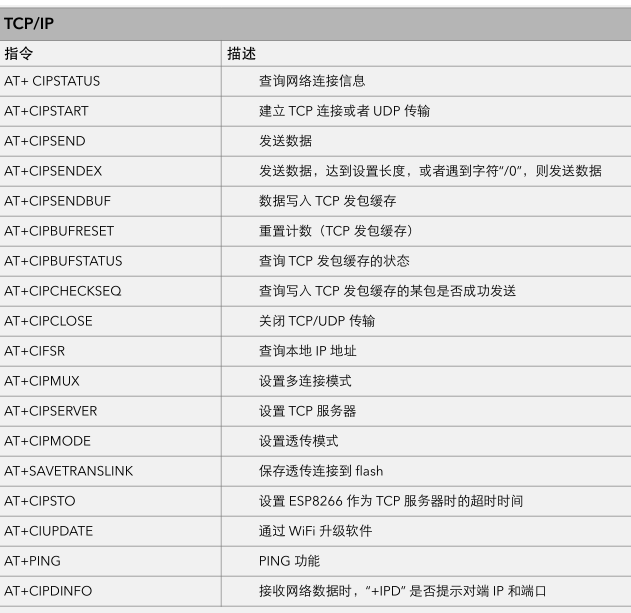 TCP/IP
指令 描述
AT+ CIPSTATUS 查询网络连接信息
AT+CIPSTART 建立 TCP 连接或者 UDP 传输
AT+CIPSEND 发送数据
AT+CIPSENDEX 发送数据，达到设置长度，或者遇到字符“/0”，则发送数据
AT+CIPSENDBUF 数据写入 TCP 发包缓存
AT+CIPBUFRESET 重置计数（TCP 发包缓存）
AT+CIPBUFSTATUS 查询 TCP 发包缓存的状态
AT+CIPCHECKSEQ 查询写入 TCP 发包缓存的某包是否成功发送
AT+CIPCLOSE 关闭 TCP/UDP 传输
AT+CIFSR 查询本地 IP 地址
AT+CIPMUX 设置多连接模式
AT+CIPSERVER 设置 TCP 服务器
AT+CIPMODE 设置透传模式
AT+SAVETRANSLINK 保存透传连接到 flash
AT+CIPSTO 设置 ESP8266 作为 TCP 服务器时的超时时间
AT+CIUPDATE 通过 WiFi 升级软件
AT+PING PING 功能
AT+CIPDINFO 接收网络数据时，“+IPD” 是否提示对端 IP 和端口